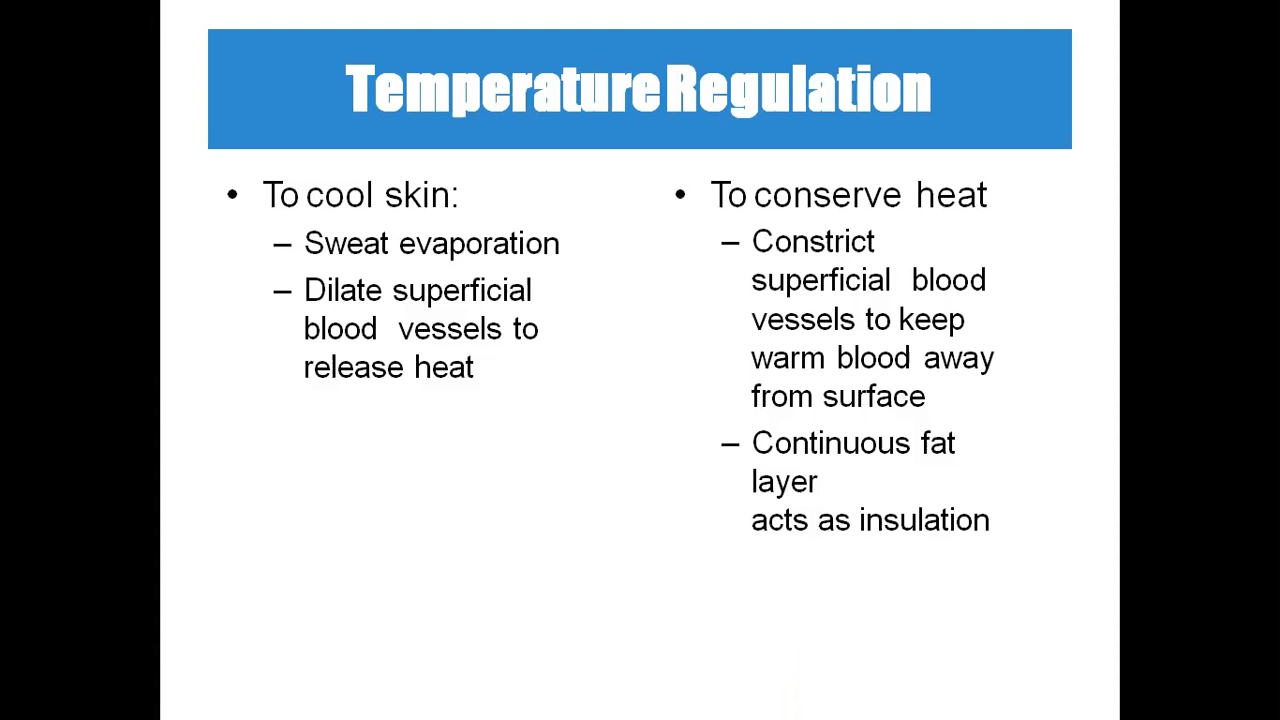 Temperature Regulation
• To cool skin:
– Sweat evaporation
– Dilate superficial
blood vessels to
release heat
• To conserve heat
– Constrict
superficial blood
vessels to keep
warm blood away
from surface
– Continuous fat
layer
acts as insulation